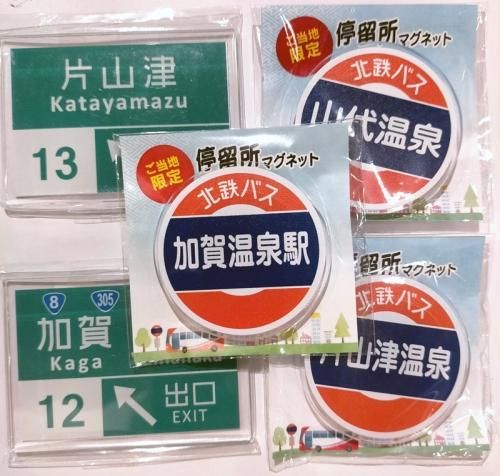 片山津
Katayamazu
13
ご当地
限定
停留所マグネット
北鉄バス
山代温泉
ご当地
限定
停留所マグネット
北鉄バス
加賀温泉駅
8
305
加賀
Kaga
12
出口
EXIT
停留所マグネット
北鉄バス
片山津温泉